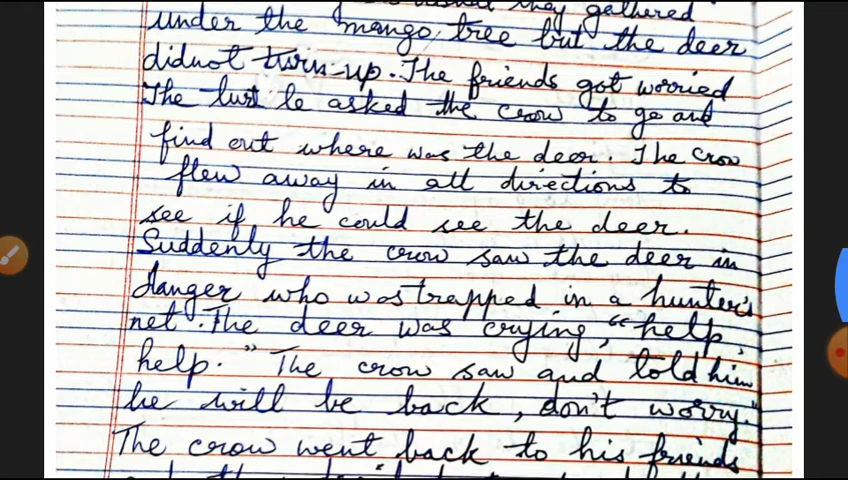 they gathered
under the mango tree but the deer
didnot turn-up. The friends got worried
The turt le asked the crow to go and
find out where was the deer. The crow
flew away in all directions to
see if he could see the deer.
Suddenly the crow saw the deer in
danger who was trapped in a hunter's
net. The deer was crying, "help,
help." The crow saw and told him
he will be back, don't worry."
The crow went back to his friends